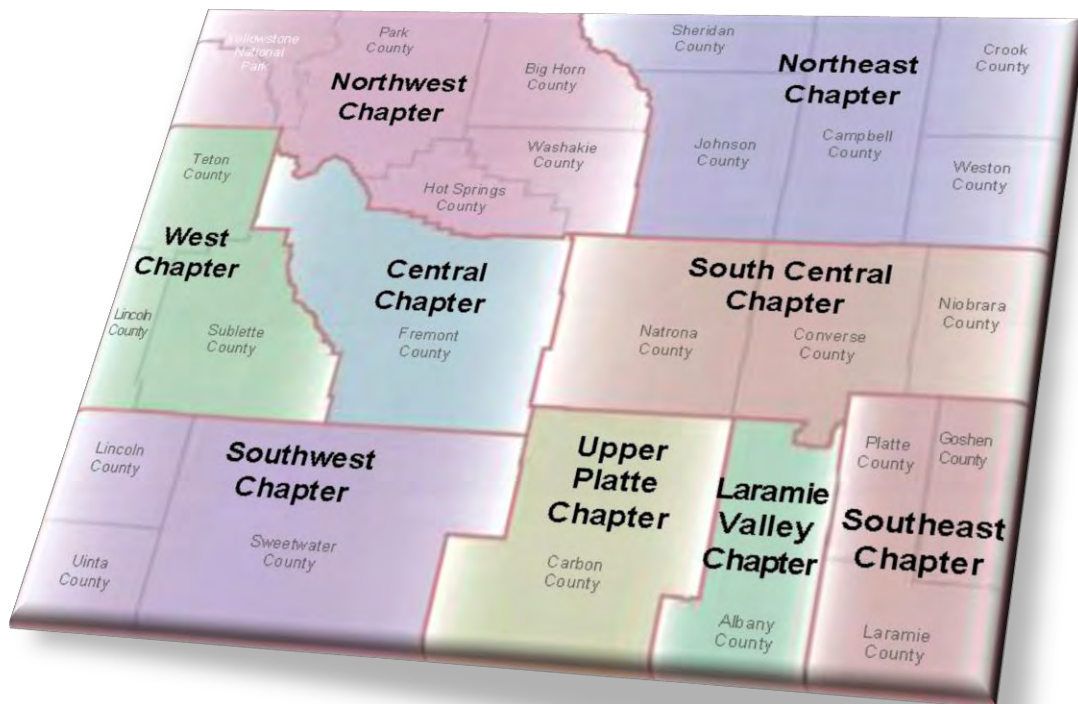 Yellowstone
National
Park
Park
County
Northwest
Chapter
Big Horn
County
Washakie
County
Hot Springs
County
Sheridan
County
Northeast
Chapter
Crook
County
Johnson
County
Campbell
County
Weston
County
Teton
County
West
Chapter
Lincoln
County
Sublette
County
Central
Chapter
Fremont
County
South Central
Chapter
Natrona
County
Converse
County
Niobrara
County
Lincoln
County
Southwest
Chapter
Uinta
County
Sweetwater
County
Upper
Platte
Chapter
Carbon
County
Laramie
Valley
Chapter
Albany
County
Platte
County
Goshen
County
Southeast
Chapter
Laramie
County